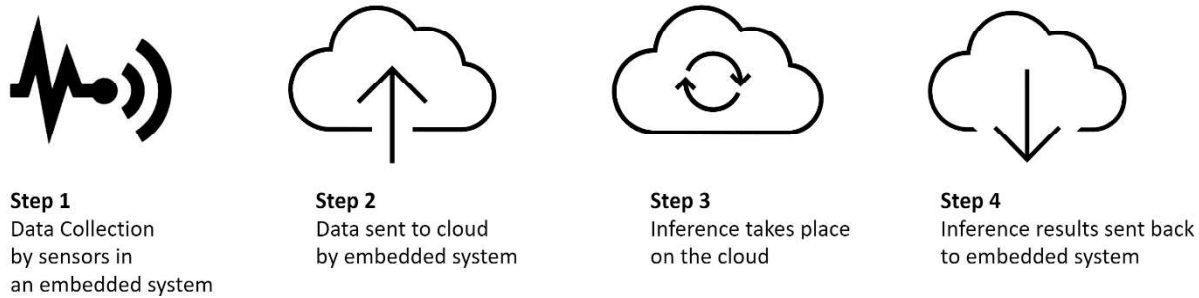 Step 1
Data Collection
by sensors in
an embedded system
Step 2
Data sent to cloud
by embedded system
Step 3
Inference takes place
on the cloud
Step 4
Inference results sent back
to embedded system